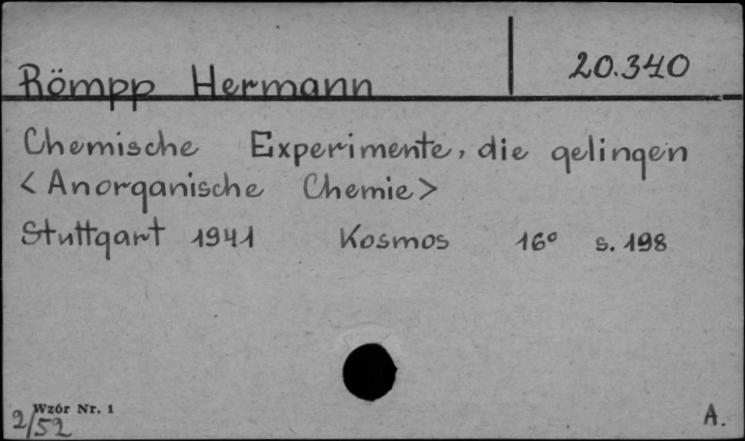 Römpp Hermann
20.340
Chemische Experimente, die gelingen
<Anorganische Chemie>
Stuttgart 1941 Kosmos 16° s. 198
Wzór Nr. 1
2/52
A.